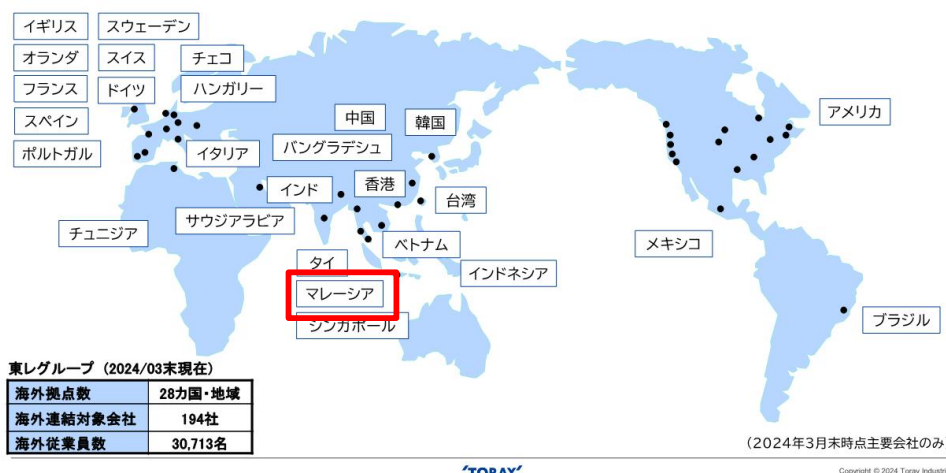 イギリス
スウェーデン
オランダ
スイス
チェコ
フランス
ドイツ
ハンガリー
スペイン
中国
韓国
アメリカ
ポルトガル
イタリア
バングラデシュ
インド
香港
台湾
サウジアラビア
チュニジア
ベトナム
メキシコ
タイ
インドネシア
マレーシア
シンガポール
ブラジル
東レグループ (2024/03末現在)
海外拠点数 28カ国・地域
海外連結対象会社 194社
海外従業員数 30,713名
(2024年3月末時点主要会社のみ
'TORAY'
Copyright © 2024 Toray Industr